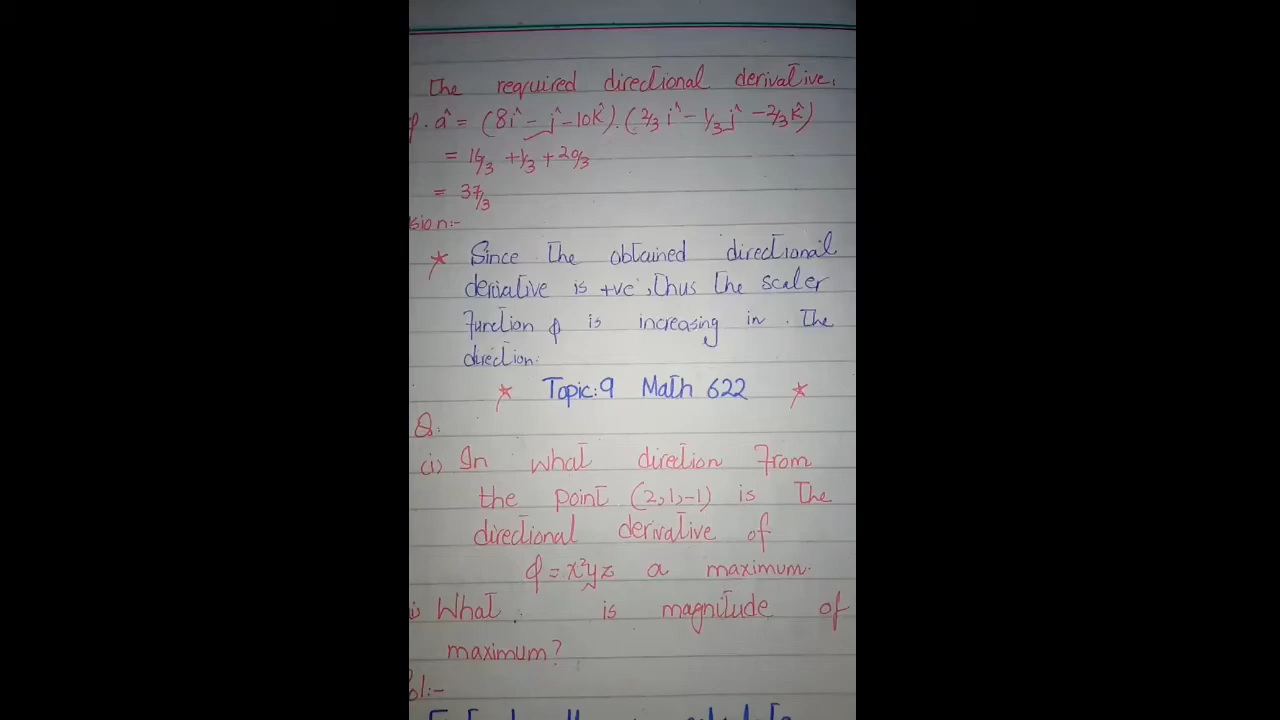 The required directional derivative.
φ. â = (8î - ĵ - 10k̂).(2/3 î - 1/3 ĵ - 2/3 k̂)
= 16/3 + 1/3 + 20/3
= 37/3
sion:-
* Since the obtained directional
derivative is +ve, thus the scaler
function φ is increasing in . the
direction.
* Topic:9 Math 622 *
Q.
(i) In what direction from
the point (2,1,-1) is the
directional derivative of
φ = x²yz a maximum.
i) What . is magnitude of
maximum?
ol:-